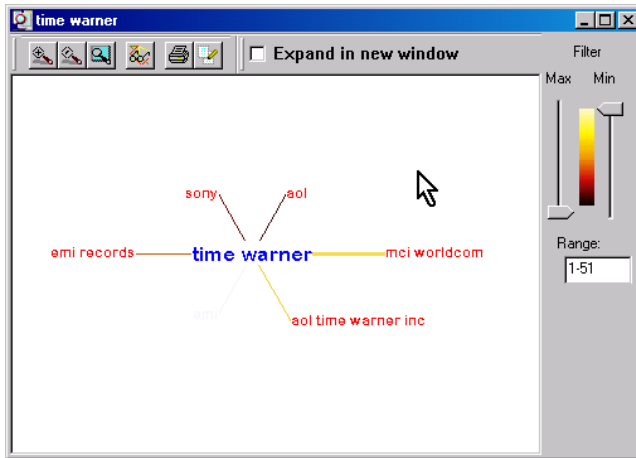 time warner
Expand in new window
Filter
Max Min
sony
aol
emi records
time warner
mci worldcom
emi
aol time warner inc
Range:
1-51